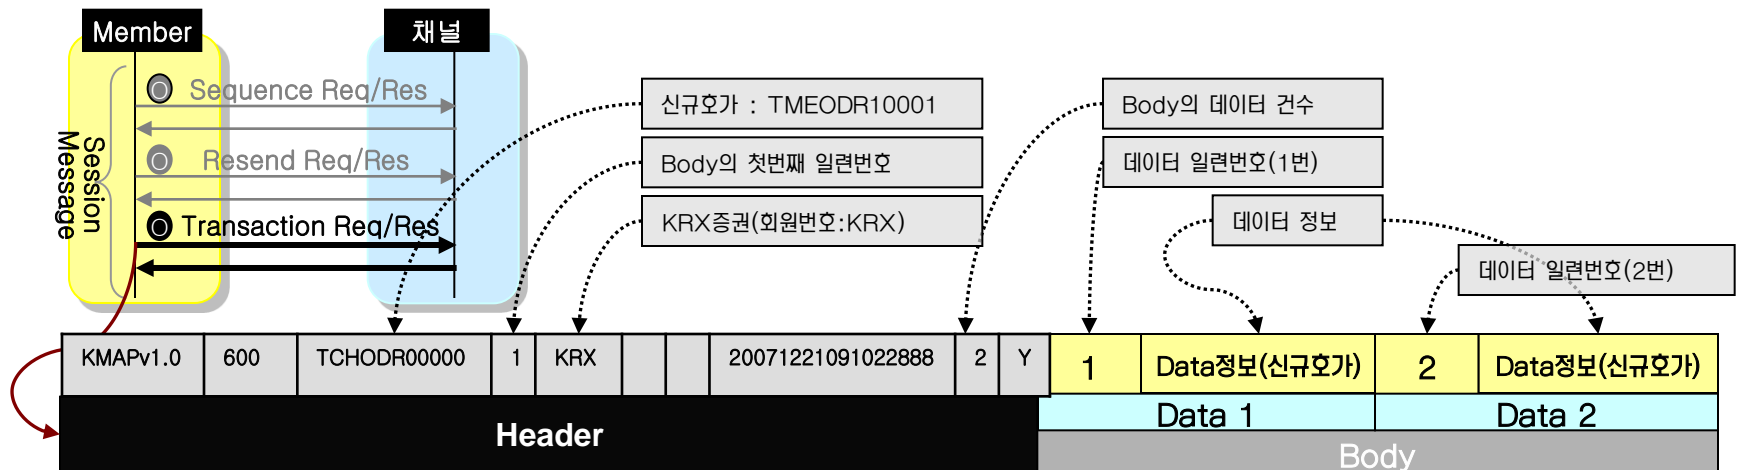 Member
채널
Sequence Req/Res
Resend Req/Res
Transaction Req/Res
Session
Message
신규호가 : TMEODR10001
Body의 첫번째 일련번호
KRX증권(회원번호:KRX)
Body의 데이터 건수
데이터 일련번호(1번)
데이터 정보
데이터 일련번호(2번)
KMAPv1.0 600 TCHODR00000 1 KRX 20071221091022888 2 Y 1 Data정보(신규호가) 2 Data정보(신규호가)
Header
Data 1 Data 2
Body